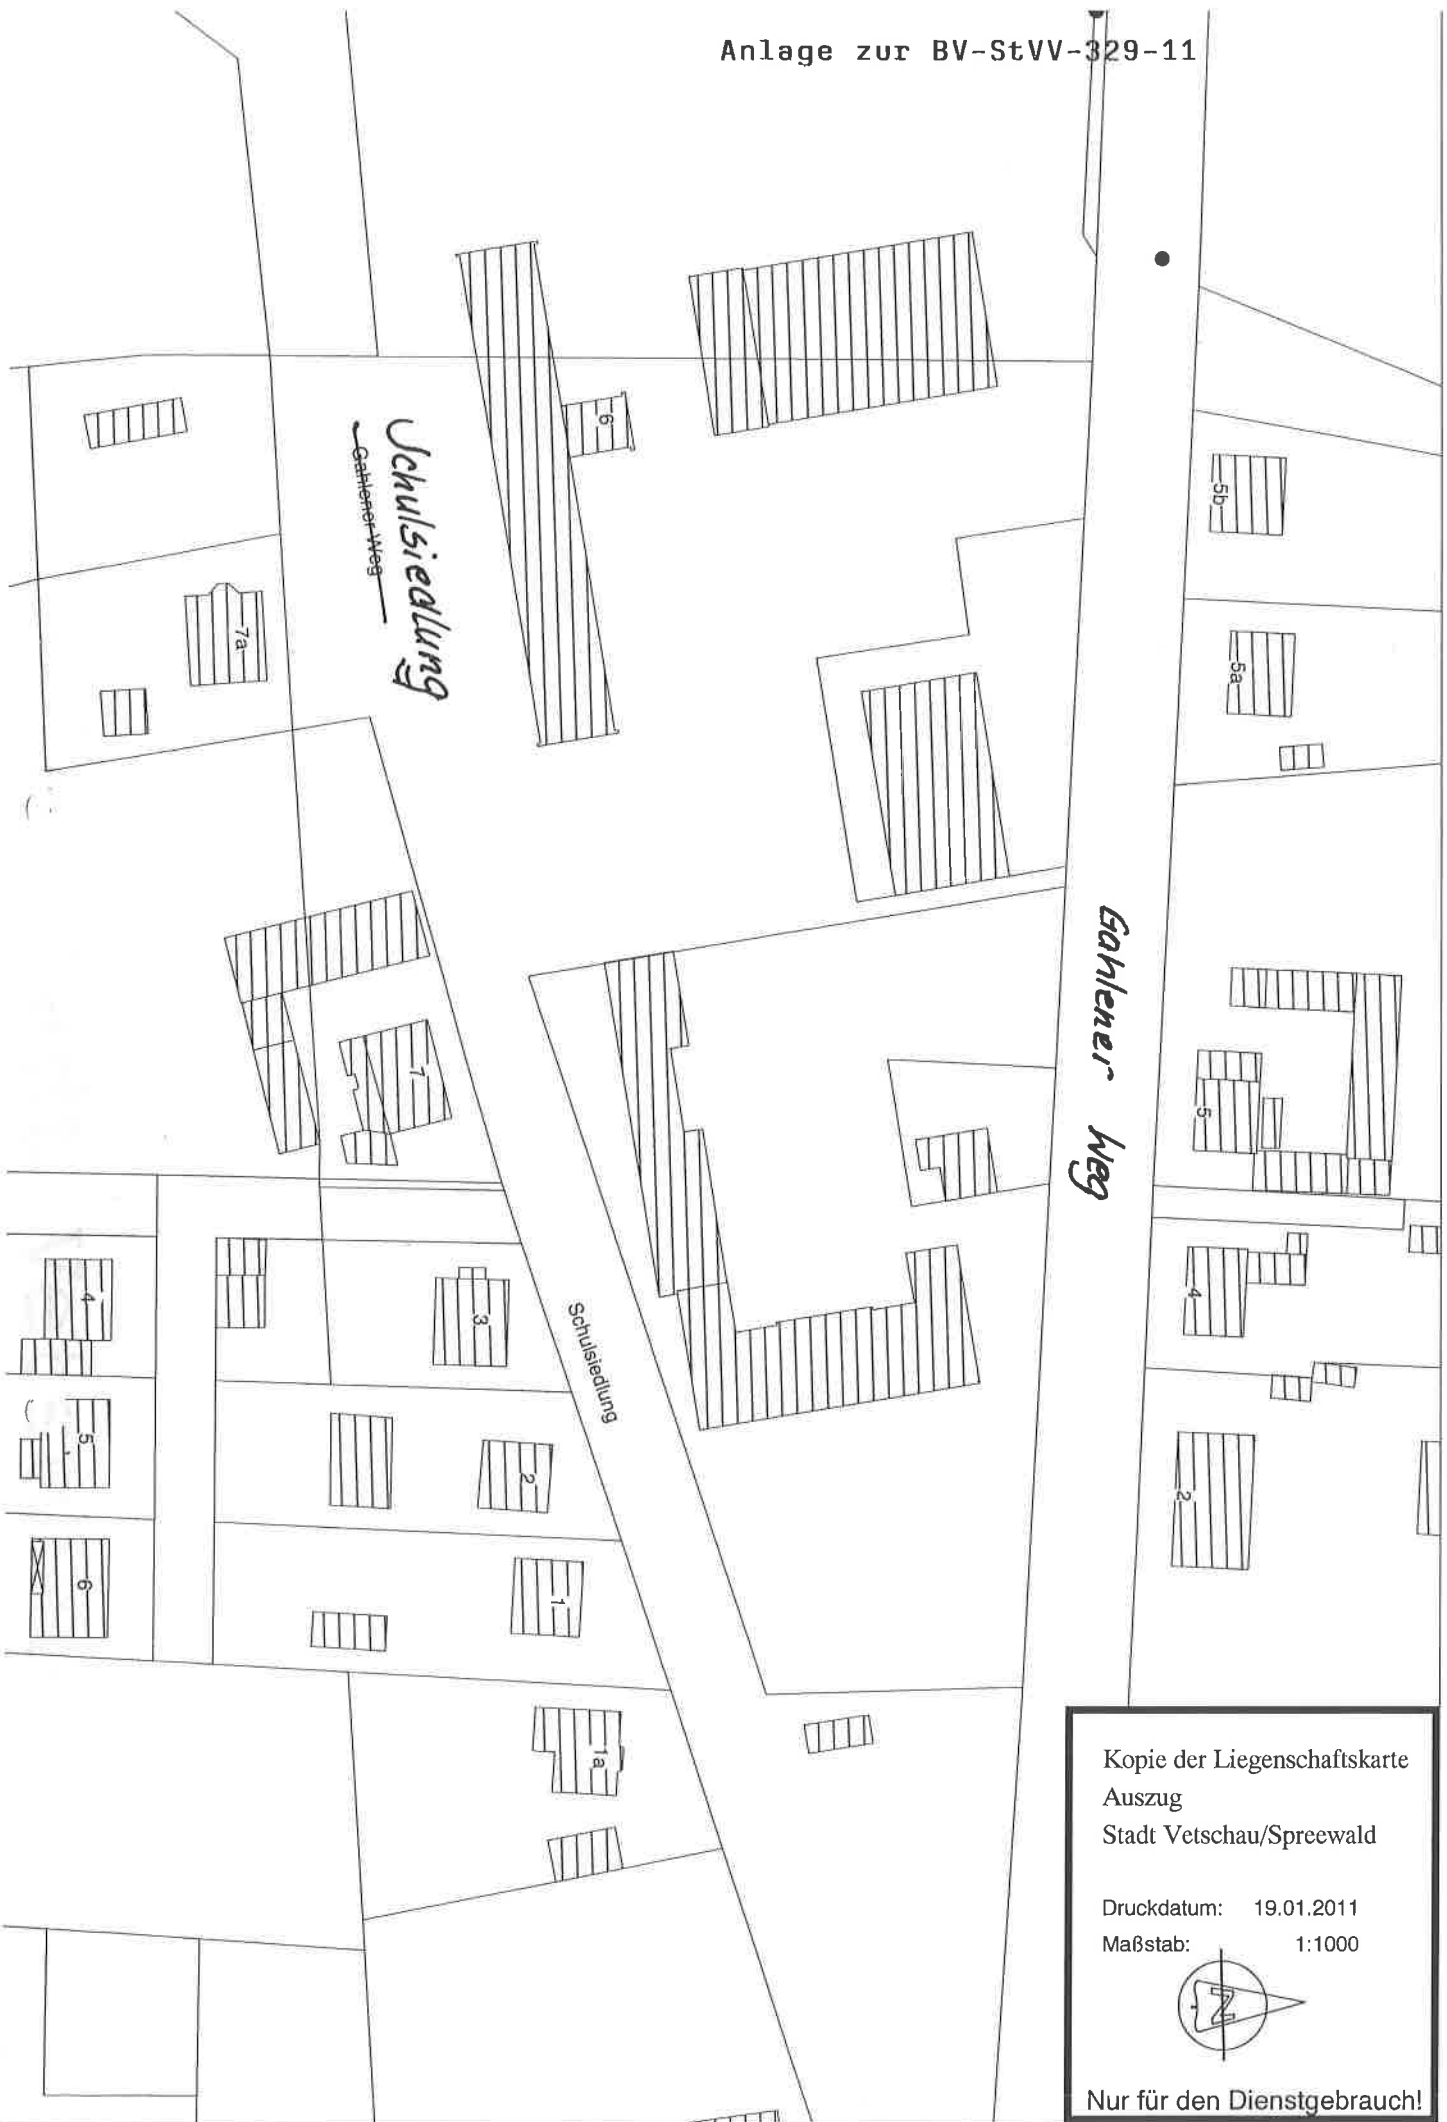 Anlage zur BV-StVV-329-11
6
5b
Schulsiedlung
Gahlener Weg
7a
5a
Gahlener Weg
7
5
4
3
4
Schulsiedlung
5
2
2
6
1
1a
Kopie der Liegenschaftskarte
Auszug
Stadt Vetschau/Spreewald
Druckdatum: 19.01.2011
Maßstab: 1:1000
N
Nur für den Dienstgebrauch!